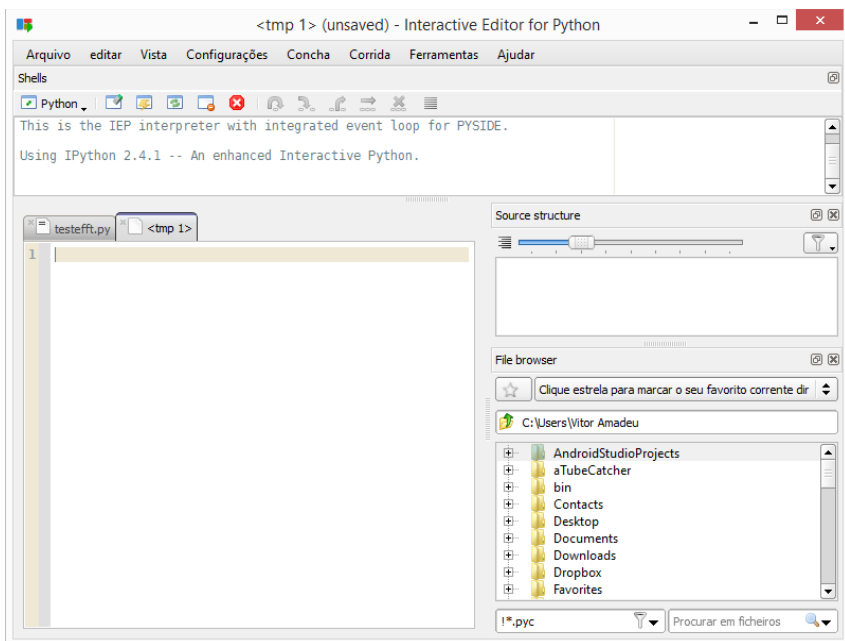 <tmp 1> (unsaved) - Interactive Editor for Python
Arquivo editar Vista Configurações Concha Corrida Ferramentas Ajudar
Shells
Python
This is the IEP interpreter with integrated event loop for PYSIDE.
Using IPython 2.4.1 -- An enhanced Interactive Python.
testefft.py <tmp 1>
1
Source structure
File browser
Clique estrela para marcar o seu favorito corrente dir
C:\Users\Vitor Amadeu
AndroidStudioProjects
aTubeCatcher
bin
Contacts
Desktop
Documents
Downloads
Dropbox
Favorites
!*.pyc Procurar em ficheiros